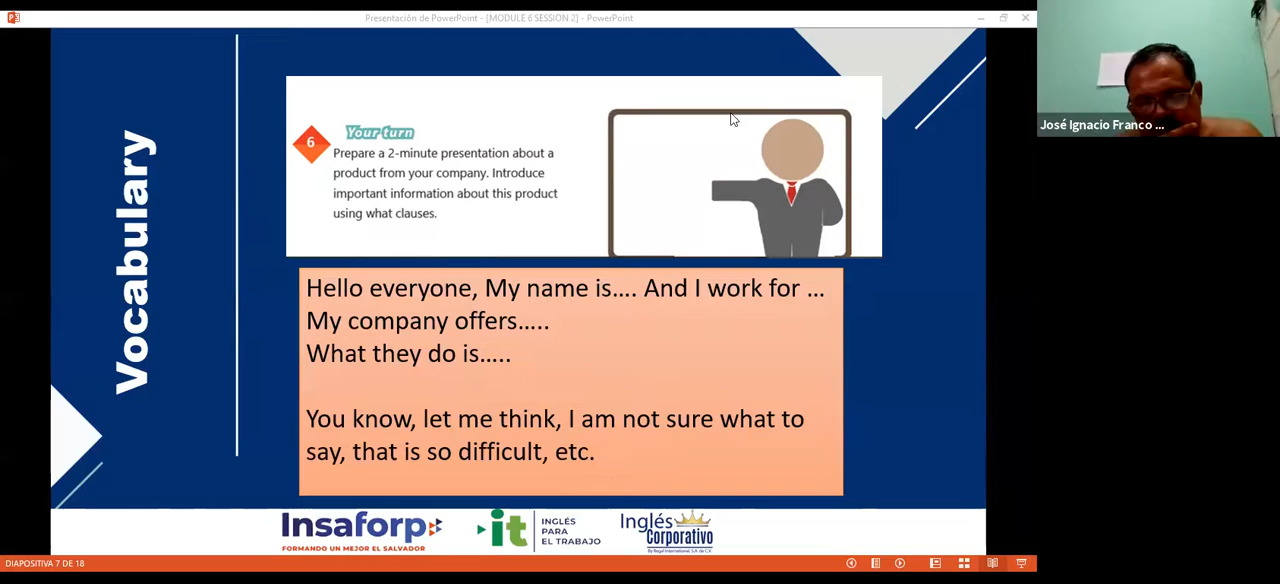 Presentación de PowerPoint - [MODULE 6 SESSION 2] - PowerPoint
José Ignacio Franco ...
Vocabulary
6
Your turn
Prepare a 2-minute presentation about a
product from your company. Introduce
important information about this product
using what clauses.
Hello everyone, My name is…. And I work for …
My company offers…..
What they do is…..
You know, let me think, I am not sure what to
say, that is so difficult, etc.
Insaforp
FORMANDO UN MEJOR EL SALVADOR
it
INGLÉS
PARA
EL TRABAJO
Inglés
Corporativo
By Regal International, S.A. de C.V.
DIAPOSITIVA 7 DE 18